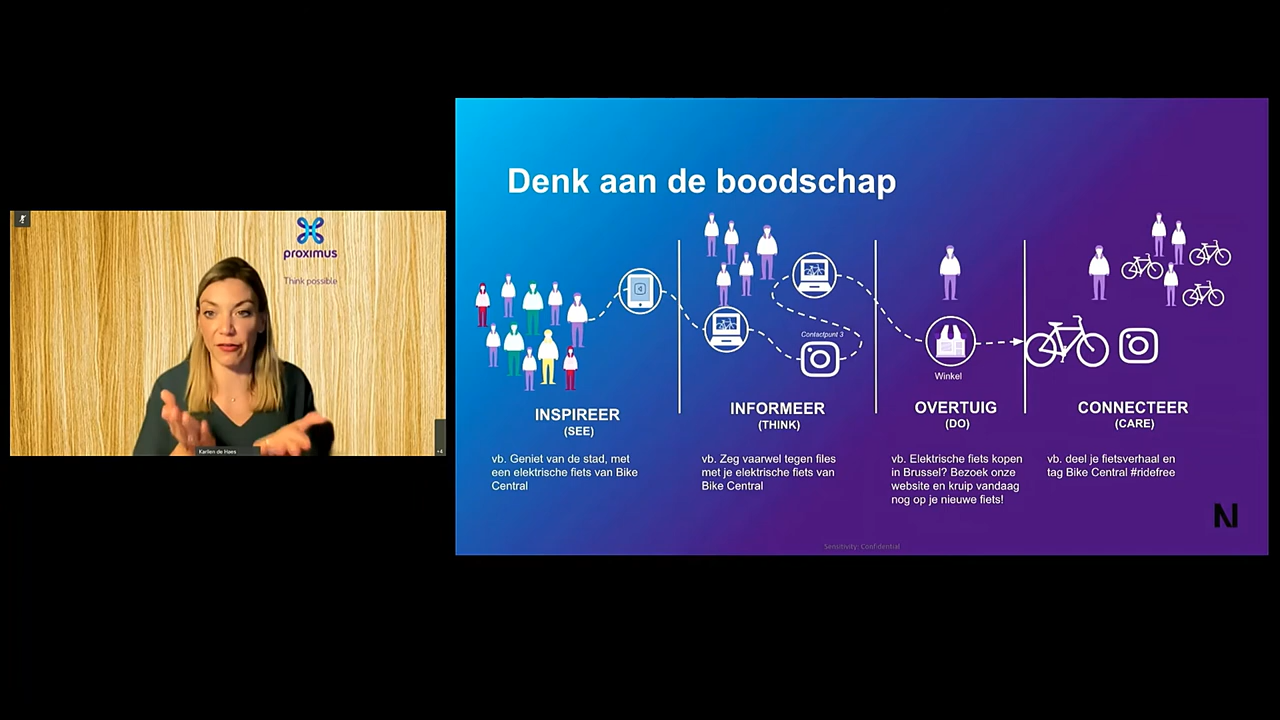 proximus
Think possible
Karlien de Haes
+4
Denk aan de boodschap
Contactpunt 3
Winkel
INSPIREER
(SEE)
vb. Geniet van de stad, met
een elektrische fiets van Bike
Central
INFORMEER
(THINK)
vb. Zeg vaarwel tegen files
met je elektrische fiets van
Bike Central
OVERTUIG
(DO)
vb. Elektrische fiets kopen
in Brussel? Bezoek onze
website en kruip vandaag
nog op je nieuwe fiets!
CONNECTEER
(CARE)
vb. deel je fietsverhaal en
tag Bike Central #ridefree
N
Sensitivity: Confidential